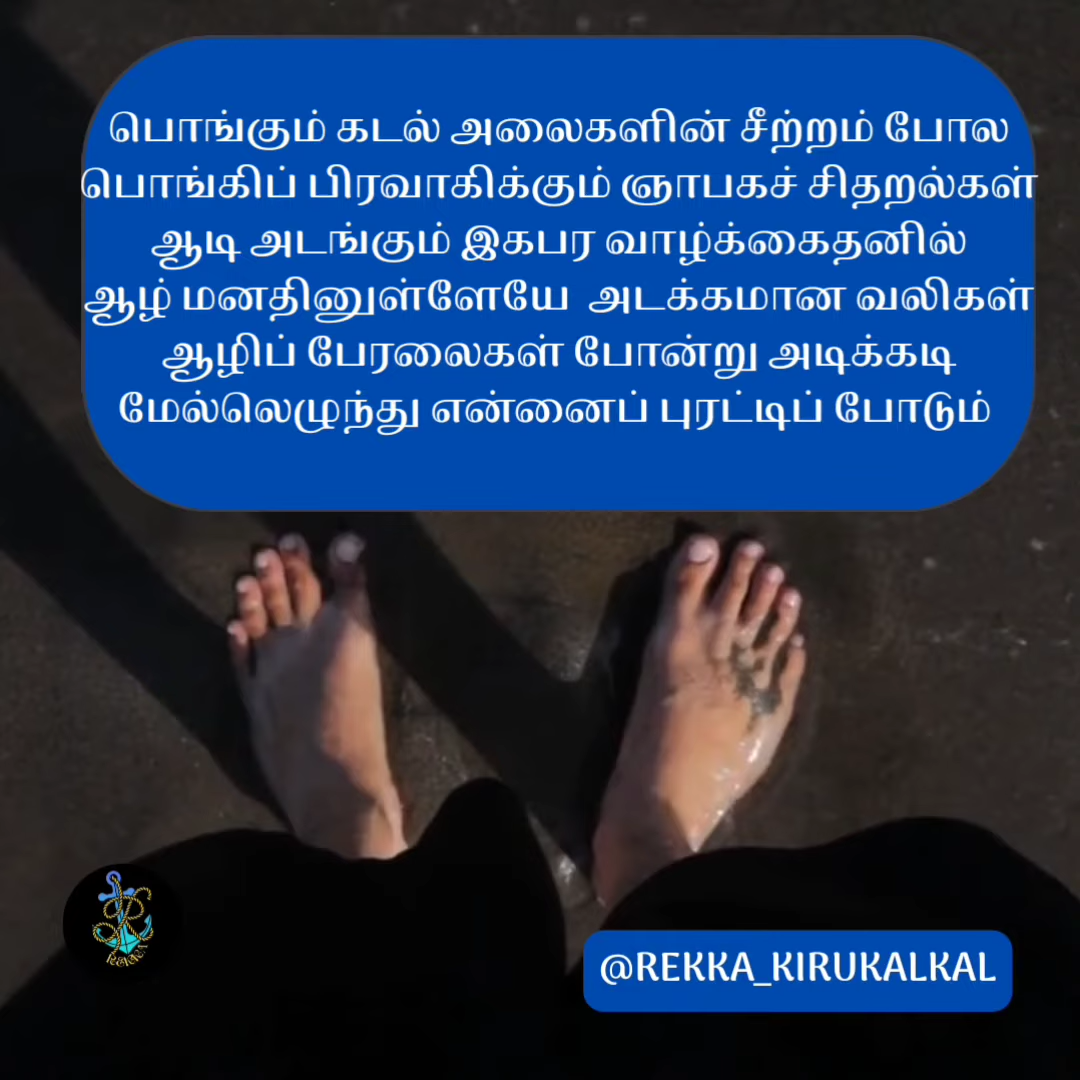 பொங்கும் கடல் அலைகளின் சீற்றம் போல
பொங்கிப் பிரவாகிக்கும் ஞாபகச் சிதறல்கள்
ஆடி அடங்கும் இகபர வாழ்க்கைதனில்
ஆழ் மனதினுள்ளேயே அடக்கமான வலிகள்
ஆழிப் பேரலைகள் போன்று அடிக்கடி
மேல்லெழுந்து என்னைப் புரட்டிப் போடும்
@REKKA_KIRUKALKAL